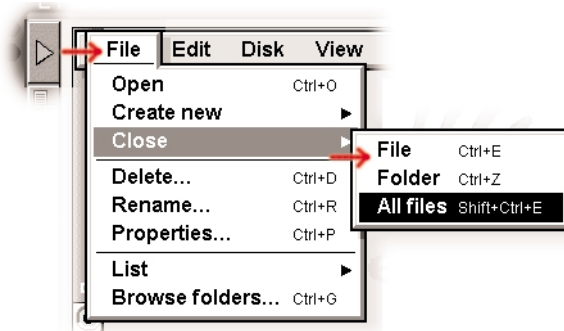 File Edit Disk View
Open Ctrl+O
Create new
Close
File Ctrl+E
Folder Ctrl+Z
All files Shift+Ctrl+E
Delete... Ctrl+D
Rename... Ctrl+R
Properties... Ctrl+P
List
Browse folders... Ctrl+G